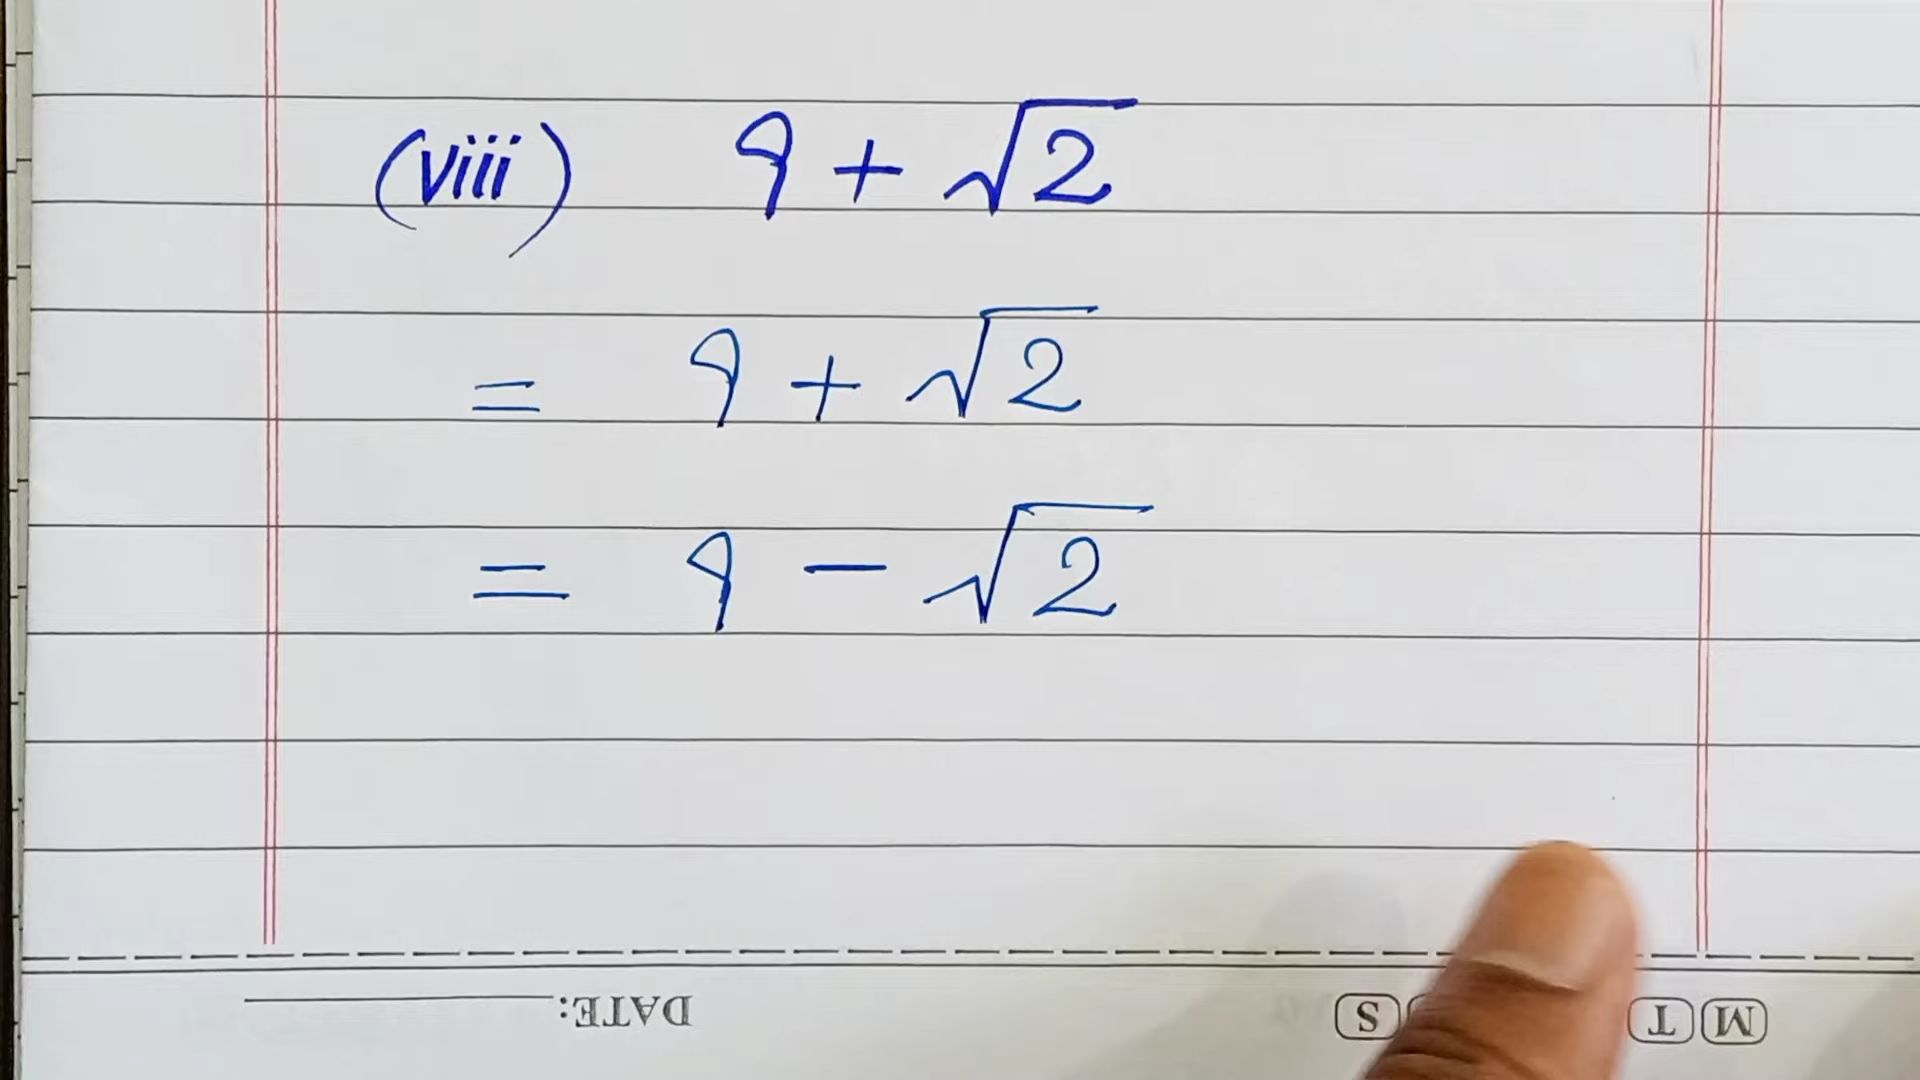 (viii) 9 + √2
= 9 + √2
= 9 − √2
DATE:
S T M